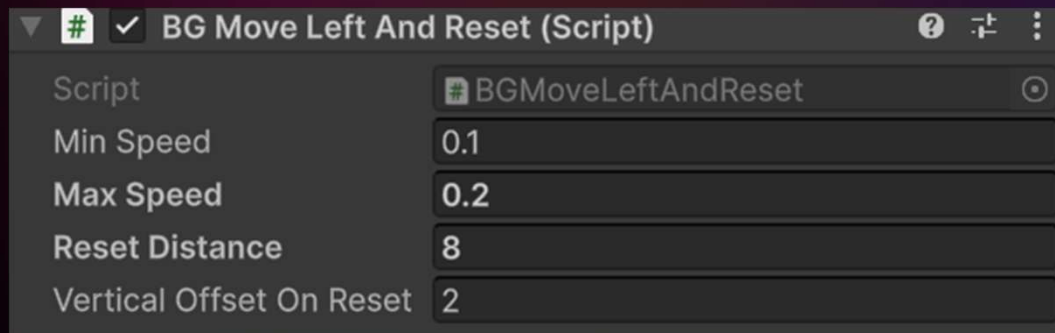 # BG Move Left And Reset (Script)
Script # BGMoveLeftAndReset
Min Speed 0.1
Max Speed 0.2
Reset Distance 8
Vertical Offset On Reset 2